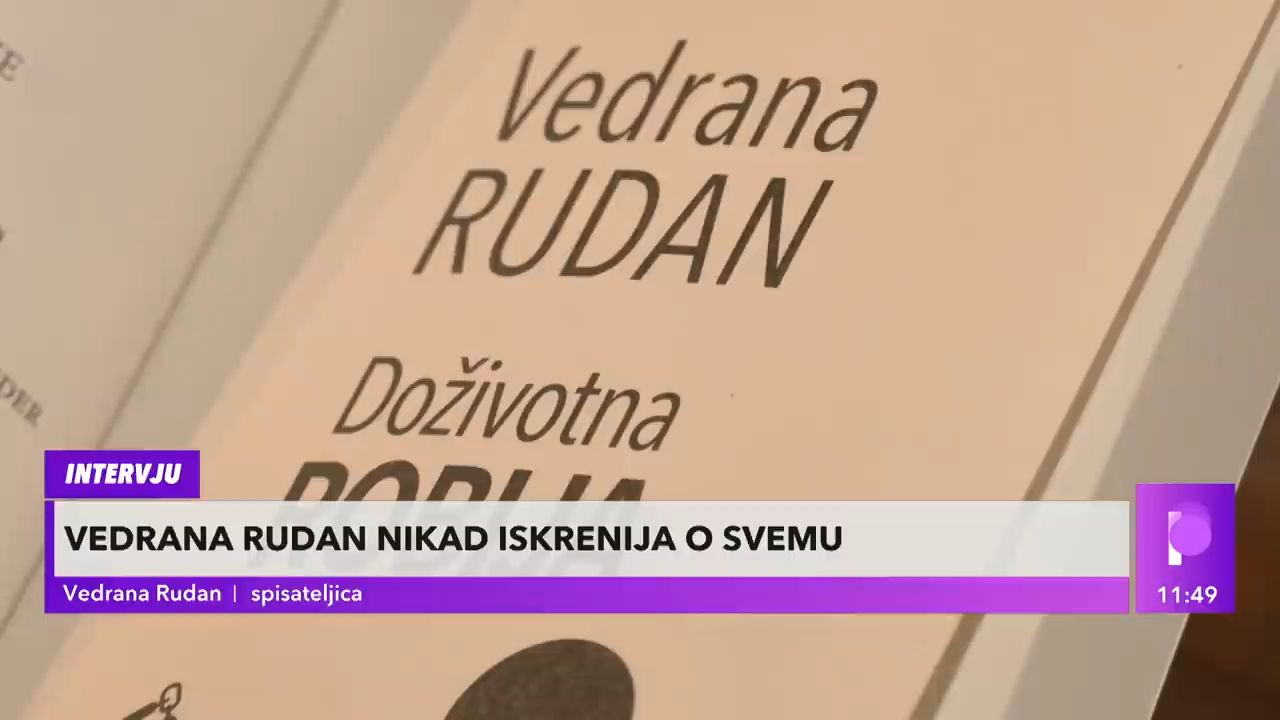 Vedrana
RUDAN
Doživotna
INTERVJU
VEDRANA RUDAN NIKAD ISKRENIJA O SVEMU
Vedrana Rudan | spisateljica
11:49